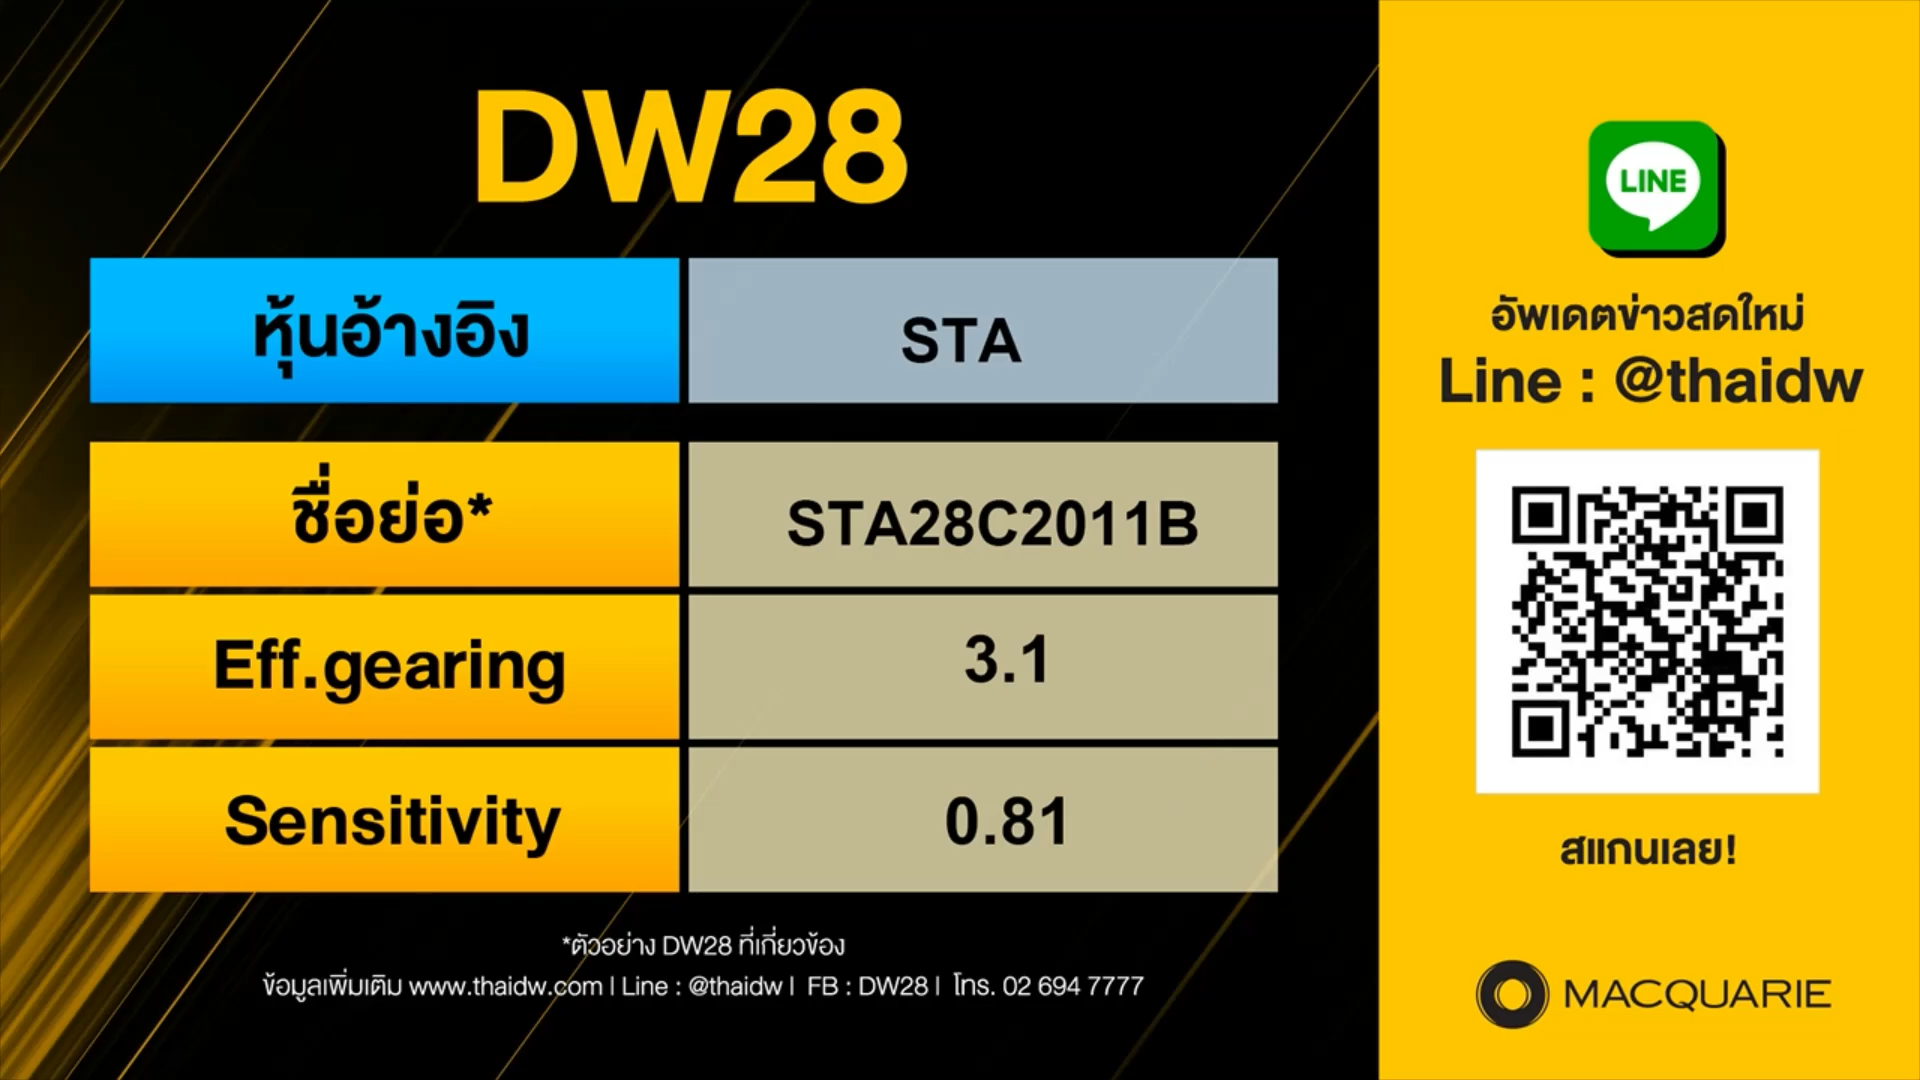 DW28
หุ้นอ้างอิง STA
ชื่อย่อ* STA28C2011B
Eff.gearing 3.1
Sensitivity 0.81
*ตัวอย่าง DW28 ที่เกี่ยวข้อง
ข้อมูลเพิ่มเติม www.thaidw.com | Line : @thaidw | FB : DW28 | โทร. 02 694 7777
LINE
อัพเดตข่าวสดใหม่
Line : @thaidw
สแกนเลย!
MACQUARIE